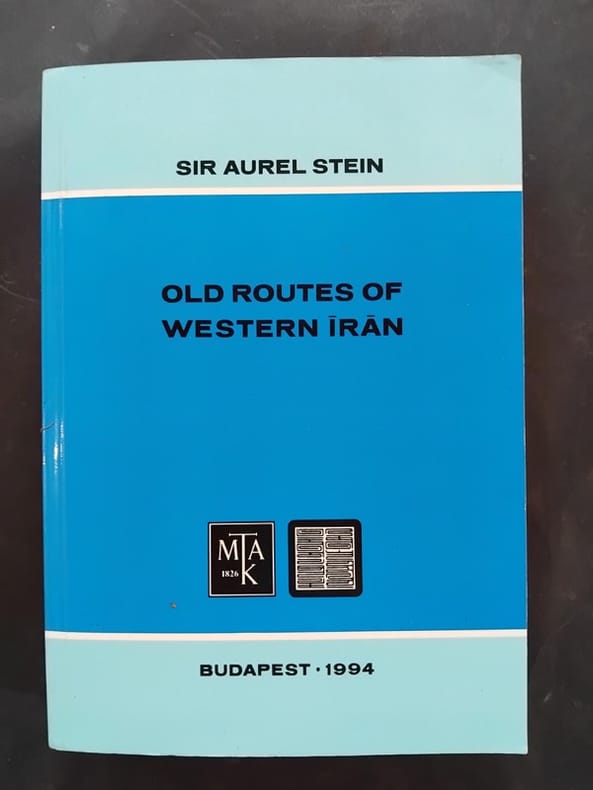 SIR AUREL STEIN
OLD ROUTES OF
WESTERN ĪRĀN
MTAK
1826
BUDAPEST · 1994